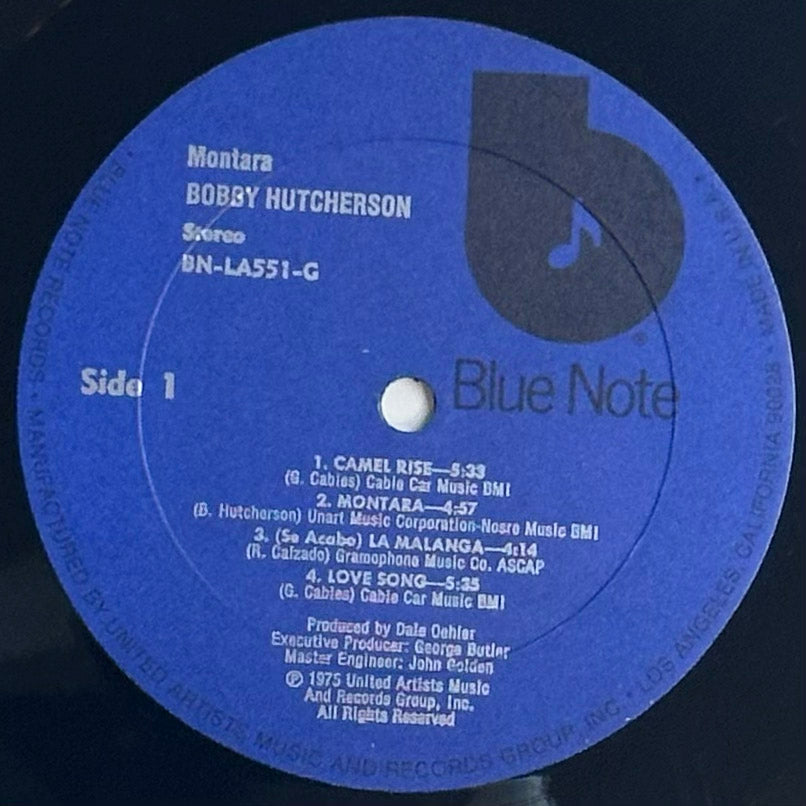 Montara
BOBBY HUTCHERSON
Stereo
BN-LA551-G
b
®
Blue Note
Side 1
1. CAMEL RISE—5:33
(G. Cables) Cable Car Music BMI
2. MONTARA—4:57
(B. Hutcherson) Unart Music Corporation-Nosre Music BMI
3. (Se Acabo) LA MALANGA—4:14
(R. Calzado) Gramophone Music Co. ASCAP
4. LOVE SONG—5:35
(G. Cables) Cable Car Music BMI
Produced by Dale Oehler
Executive Producer: George Butler
Master Engineer: John Golden
℗ 1975 United Artists Music
And Records Group, Inc.
All Rights Reserved
• BLUE NOTE RECORDS • MANUFACTURED BY UNITED ARTISTS MUSIC AND RECORDS GROUP, INC. • LOS ANGELES, CALIFORNIA 90028 • MADE IN U.S.A. •